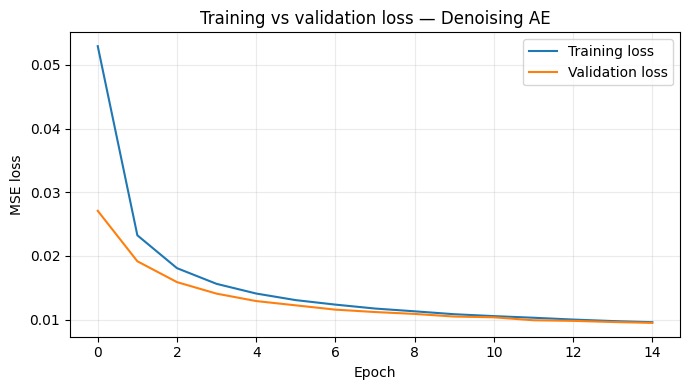 Training vs validation loss — Denoising AE
Training loss
Validation loss
MSE loss
0.05
0.04
0.03
0.02
0.01
0 2 4 6 8 10 12 14
Epoch